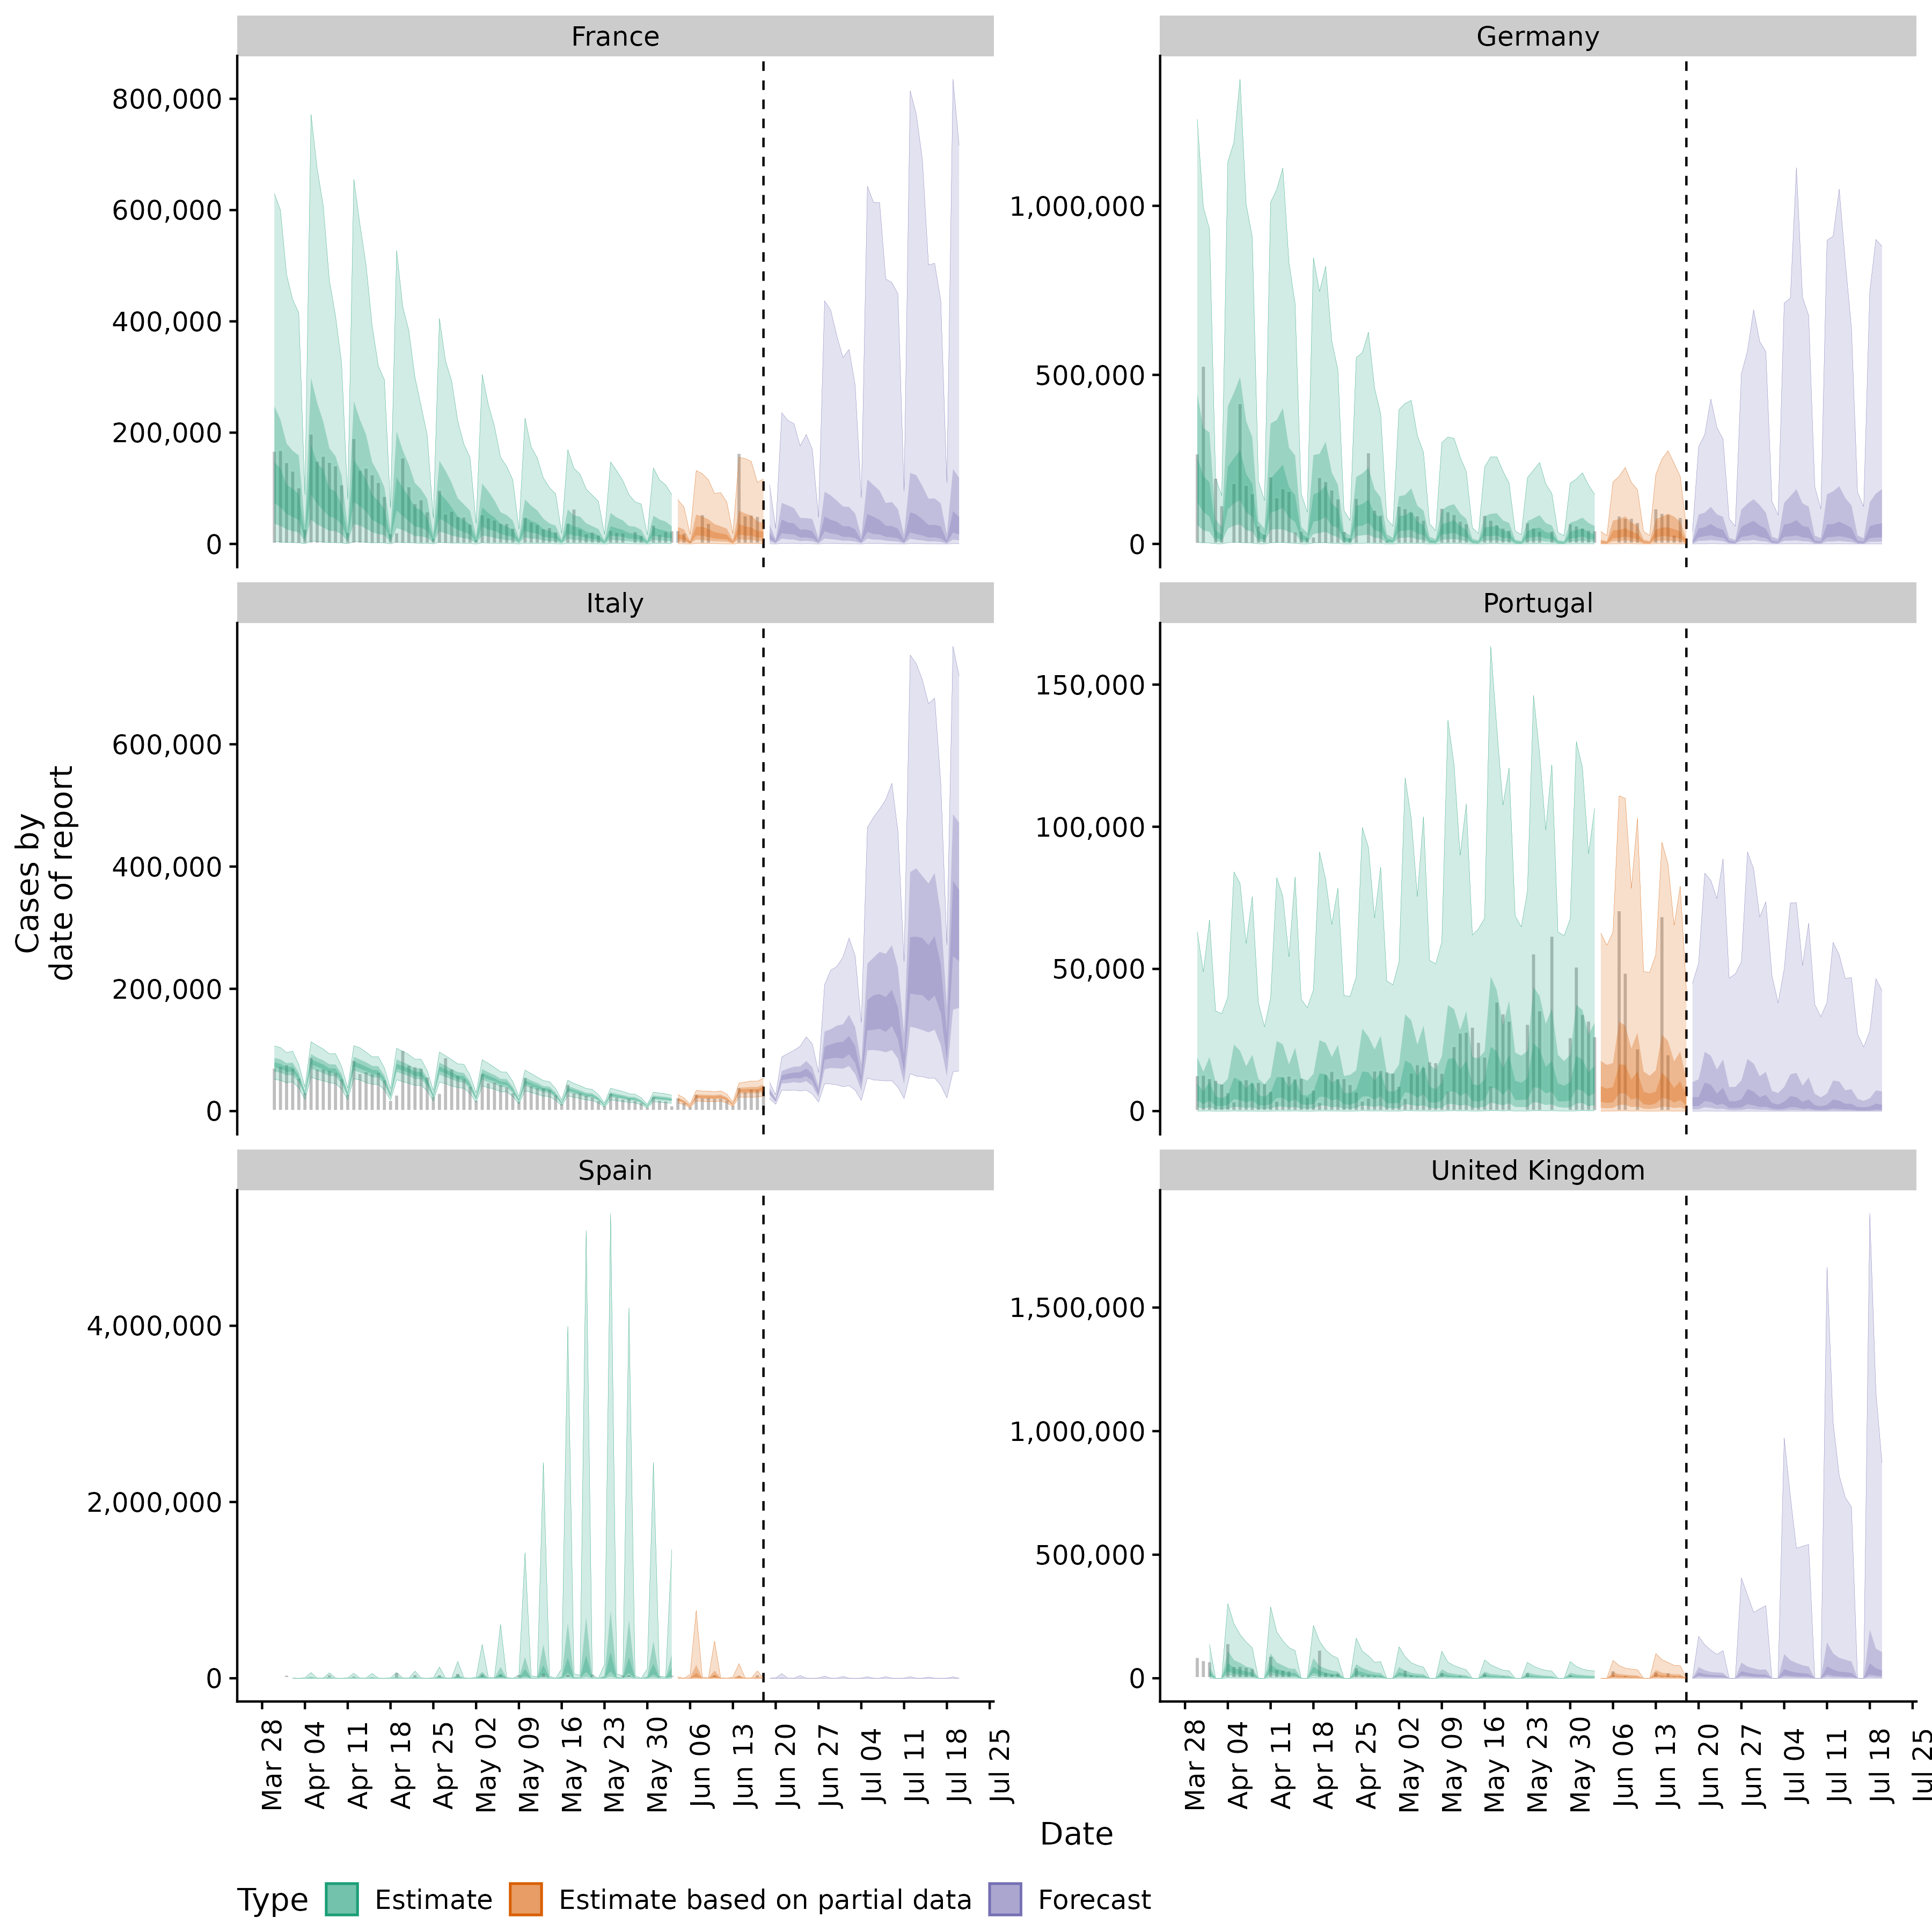 France
Germany
800,000
600,000
400,000
200,000
0
1,000,000
500,000
0
Italy
Portugal
600,000
400,000
200,000
0
150,000
100,000
50,000
0
Spain
United Kingdom
4,000,000
2,000,000
0
1,500,000
1,000,000
500,000
0
Cases by
date of report
Mar 28
Apr 04
Apr 11
Apr 18
Apr 25
May 02
May 09
May 16
May 23
May 30
Jun 06
Jun 13
Jun 20
Jun 27
Jul 04
Jul 11
Jul 18
Jul 25
Mar 28
Apr 04
Apr 11
Apr 18
Apr 25
May 02
May 09
May 16
May 23
May 30
Jun 06
Jun 13
Jun 20
Jun 27
Jul 04
Jul 11
Jul 18
Jul 25
Date
Type
Estimate
Estimate based on partial data
Forecast